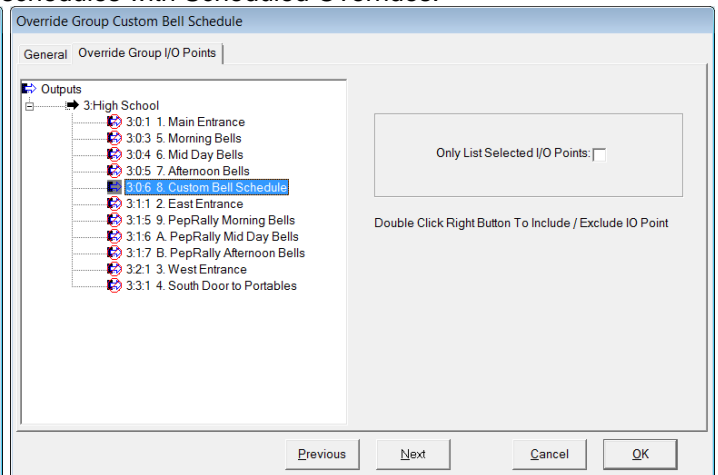 schedules with Scheduled Overrides.
Override Group Custom Bell Schedule
General Override Group I/O Points
Outputs
3:High School
3:0:1 1. Main Entrance
3:0:3 5. Morning Bells
3:0:4 6. Mid Day Bells
3:0:5 7. Afternoon Bells
3:0:6 8. Custom Bell Schedule
3:1:1 2. East Entrance
3:1:5 9. PepRally Morning Bells
3:1:6 A. PepRally Mid Day Bells
3:1:7 B. PepRally Afternoon Bells
3:2:1 3. West Entrance
3:3:1 4. South Door to Portables
Only List Selected I/O Points:
Double Click Right Button To Include / Exclude IO Point
Previous Next Cancel OK